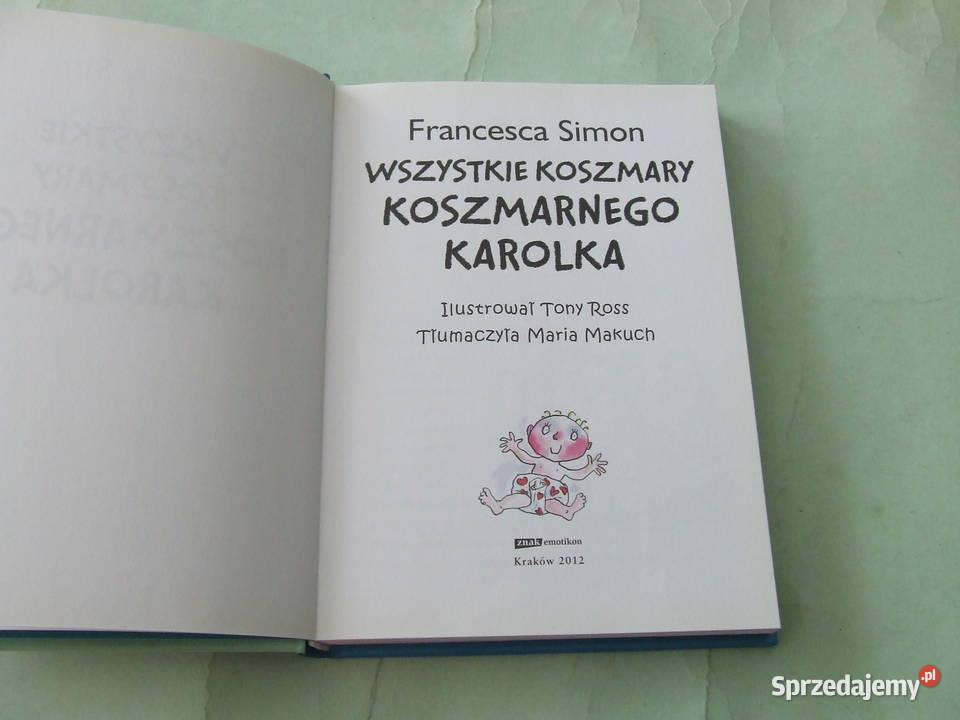 Francesca Simon
WSZYSTKIE KOSZMARY
KOSZMARNEGO
KAROLKA
Ilustrował Tony Ross
Tłumaczyła Maria Makuch
znak emotikon
Kraków 2012
Sprzedajemy.pl